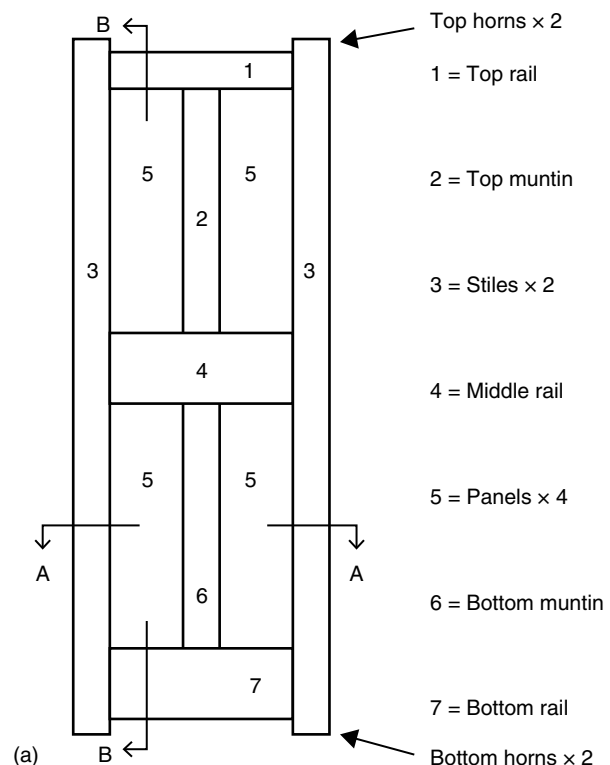 B
Top horns × 2
1
1 = Top rail
5
5
2
2 = Top muntin
3
3
3 = Stiles × 2
4
4 = Middle rail
5
5
5 = Panels × 4
A
A
6
6 = Bottom muntin
7
7 = Bottom rail
(a)
B
Bottom horns × 2